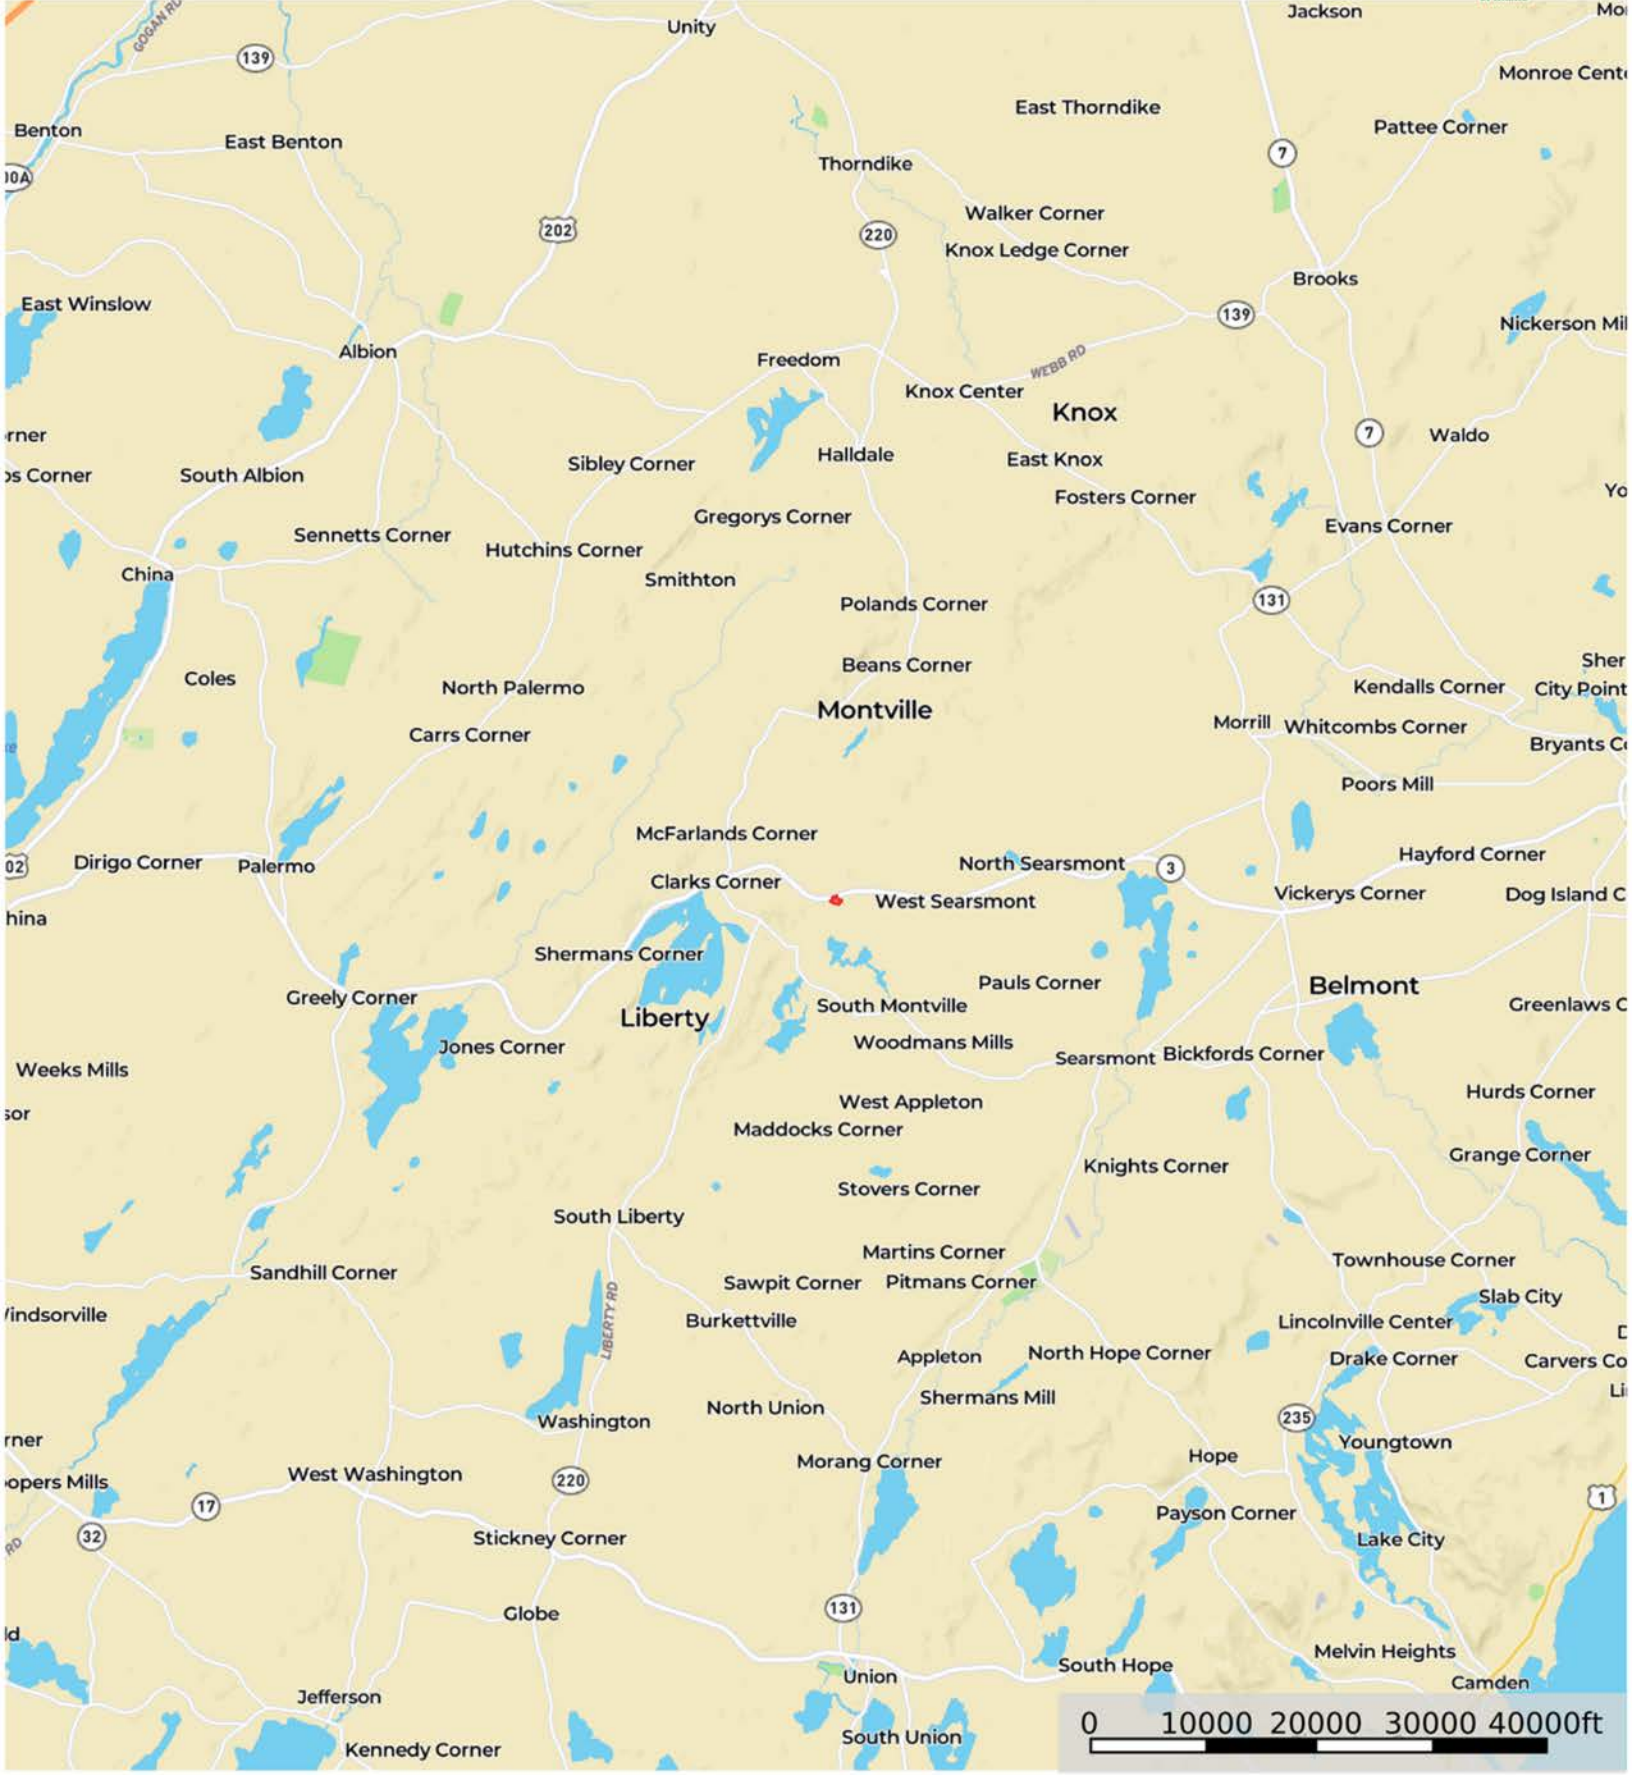 Jackson
Unity
GOGAN RD
139
Monroe
East Thorndike
Pattee Corner
Benton
East Benton
7
Thorndike
Walker Corner
202
220
Knox Ledge Corner
Brooks
East Winslow
139
Nickerson
Albion
Freedom
WEBB RD
Knox Center
Knox
7
Waldo
Corner
South Albion
Sibley Corner
Halldale
East Knox
Fosters Corner
Sennetts Corner
Gregorys Corner
Evans Corner
Hutchins Corner
China
Smithton
131
Polands Corner
Beans Corner
Coles
North Palermo
Kendalls Corner
City Point
Montville
Carrs Corner
Morrill
Whitcombs Corner
Bryants
Poors Mill
McFarlands Corner
02
Dirigo Corner
Palermo
North Searsmont
3
Hayford Corner
Clarks Corner
West Searsmont
Vickerys Corner
Dog Island
Shermans Corner
Pauls Corner
Belmont
Greely Corner
South Montville
Greenlaws
Liberty
Jones Corner
Woodmans Mills
Searsmont
Bickfords Corner
Weeks Mills
West Appleton
Hurds Corner
Maddocks Corner
Grange Corner
Knights Corner
Stovers Corner
South Liberty
Martins Corner
Townhouse Corner
Sandhill Corner
Sawpit Corner
Pitmans Corner
Slab City
LIBERTY RD
Burkettville
Lincolnville Center
Appleton
North Hope Corner
Drake Corner
Carvers
Shermans Mill
North Union
Washington
235
Youngtown
Morang Corner
Hope
West Washington
220
17
1
Payson Corner
32
Stickney Corner
Lake City
RD
Globe
131
Melvin Heights
Union
South Hope
Camden
Jefferson
South Union
Kennedy Corner
0 10000 20000 30000 40000ft